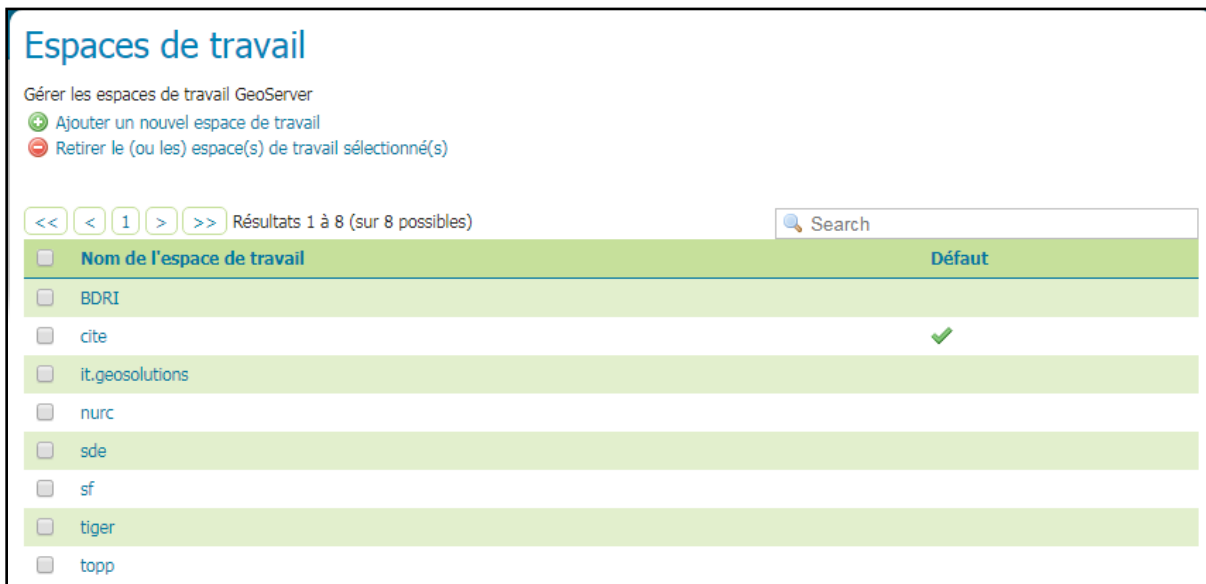 Espaces de travail
Gérer les espaces de travail GeoServer
Ajouter un nouvel espace de travail
Retirer le (ou les) espace(s) de travail sélectionné(s)
<< < 1 > >> Résultats 1 à 8 (sur 8 possibles) Search
Nom de l'espace de travail Défaut
BDRI
cite
it.geosolutions
nurc
sde
sf
tiger
topp